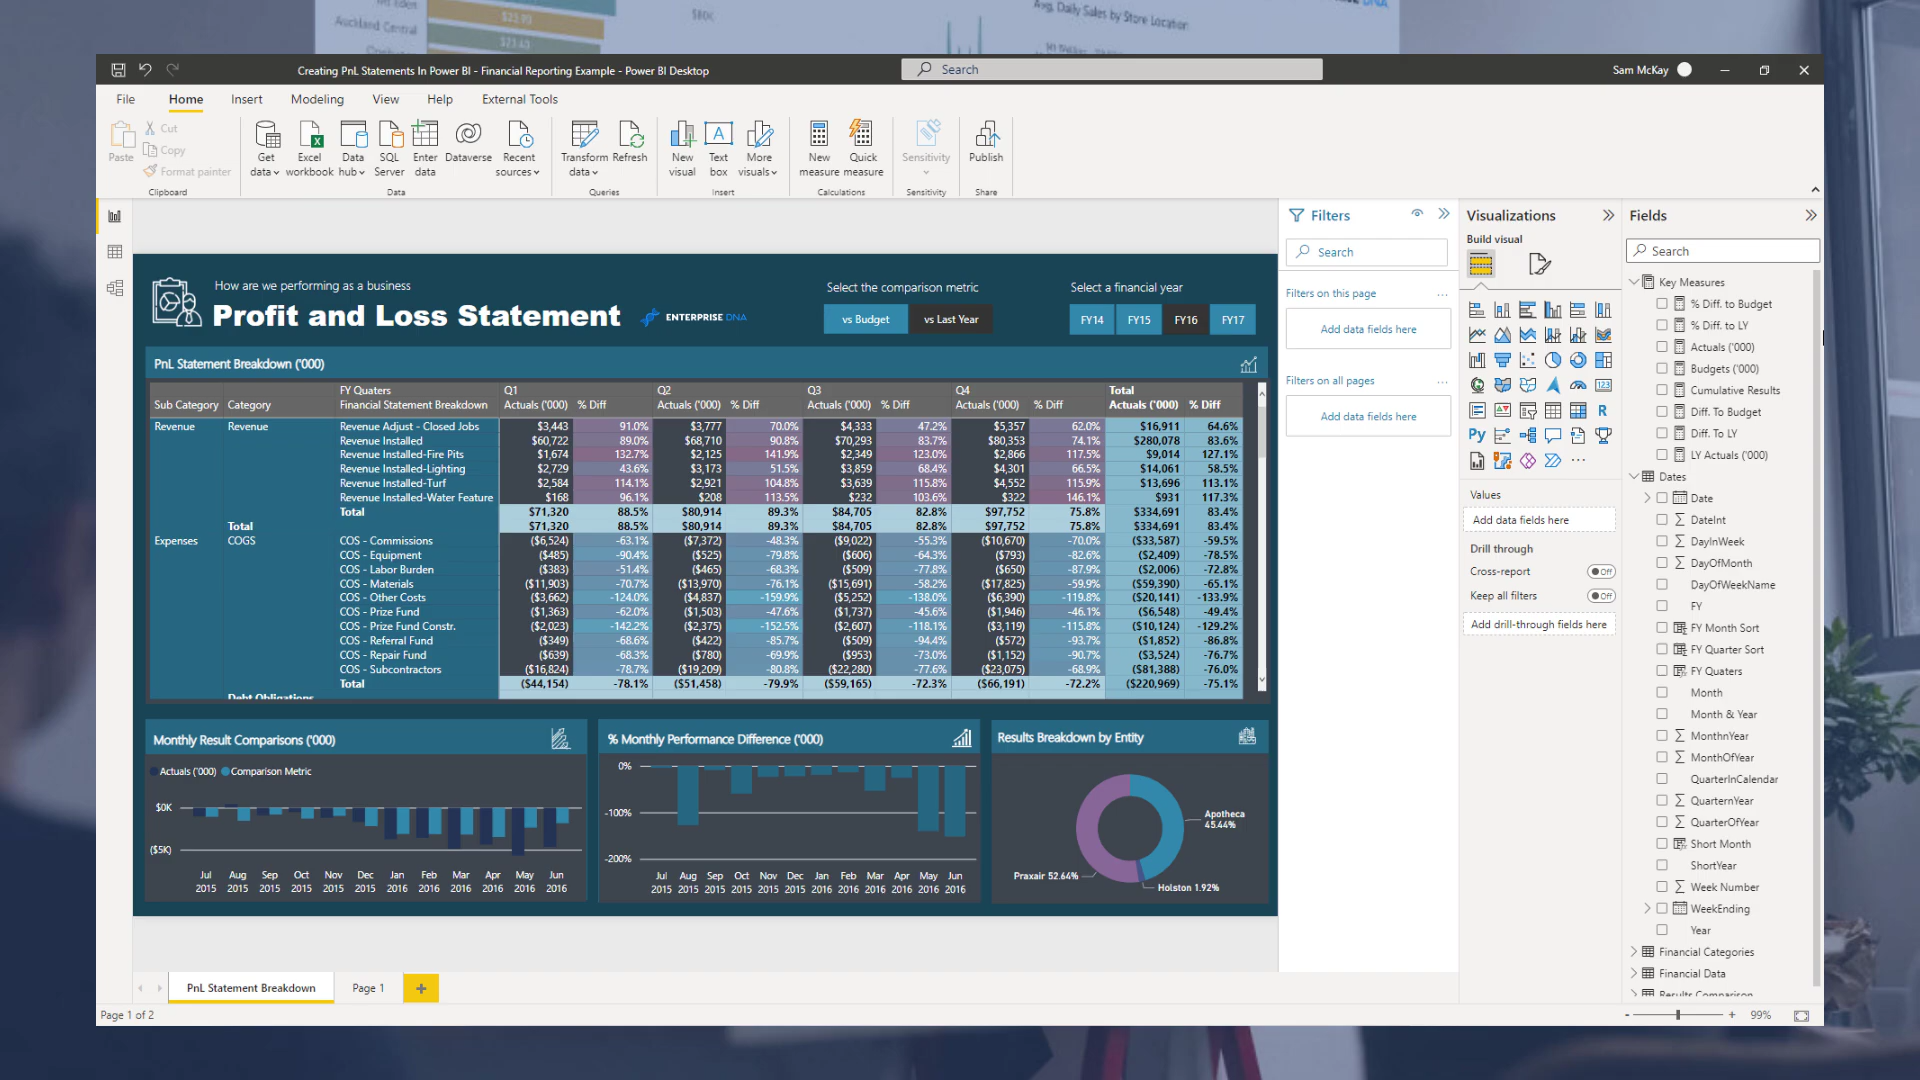 Auckland Central
$23.93
$23.43
$80K
Avg. Daily Sales by Store Location
Creating PnL Statements In Power BI - Financial Reporting Example - Power BI Desktop
Search
Sam McKay
File Home Insert Modeling View Help External Tools
Paste
Cut
Copy
Format painter
Get data
Excel workbook
Data hub
SQL Server
Enter data
Dataverse
Recent sources
Transform data
Refresh
New visual
Text box
More visuals
New measure
Quick measure
Sensitivity
Publish
Clipboard Data Queries Insert Calculations Sensitivity Share
How are we performing as a business
Profit and Loss Statement
ENTERPRISE DNA
Select the comparison metric
vs Budget vs Last Year
Select a financial year
FY14 FY15 FY16 FY17
PnL Statement Breakdown ('000)
FY Quaters Q1 Q2 Q3 Q4 Total
Sub Category Category Financial Statement Breakdown Actuals ('000) % Diff Actuals ('000) % Diff Actuals ('000) % Diff Actuals ('000) % Diff Actuals ('000) % Diff
Revenue Revenue Revenue Adjust - Closed Jobs $3,443 91.0% $3,777 70.0% $4,333 47.2% $5,357 62.0% $16,911 64.6%
Revenue Installed $60,722 89.0% $68,710 90.8% $70,293 83.7% $80,353 74.1% $280,078 83.6%
Revenue Installed-Fire Pits $1,674 132.7% $2,125 141.9% $2,349 123.0% $2,866 117.5% $9,014 127.1%
Revenue Installed-Lighting $2,729 43.6% $3,173 51.5% $3,859 68.4% $4,301 66.5% $14,061 58.5%
Revenue Installed-Turf $2,584 114.1% $2,921 104.8% $3,639 115.8% $4,552 115.9% $13,696 113.1%
Revenue Installed-Water Feature $168 96.1% $208 113.5% $232 103.6% $322 146.1% $931 117.3%
Total $71,320 88.5% $80,914 89.3% $84,705 82.8% $97,752 75.8% $334,691 83.4%
Total $71,320 88.5% $80,914 89.3% $84,705 82.8% $97,752 75.8% $334,691 83.4%
Expenses COGS COS - Commissions ($6,524) -63.1% ($7,372) -48.3% ($9,022) -55.3% ($10,670) -70.0% ($33,587) -59.5%
COS - Equipment ($485) -90.4% ($525) -79.8% ($606) -64.3% ($793) -82.6% ($2,409) -78.5%
COS - Labor Burden ($383) -51.4% ($465) -68.3% ($509) -77.8% ($650) -87.9% ($2,006) -72.8%
COS - Materials ($11,903) -70.7% ($13,970) -76.1% ($15,691) -58.2% ($17,825) -59.9% ($59,390) -65.1%
COS - Other Costs ($3,662) -124.0% ($4,837) -159.9% ($5,252) -138.0% ($6,390) -119.8% ($20,141) -133.9%
COS - Prize Fund ($1,363) -62.0% ($1,503) -47.6% ($1,737) -45.6% ($1,946) -46.1% ($6,548) -49.4%
COS - Prize Fund Constr. ($2,023) -142.2% ($2,375) -152.5% ($2,607) -118.1% ($3,119) -115.8% ($10,124) -129.2%
COS - Referral Fund ($349) -68.6% ($422) -85.7% ($509) -94.4% ($572) -93.7% ($1,852) -86.8%
COS - Repair Fund ($639) -68.3% ($780) -69.9% ($953) -73.0% ($1,152) -90.7% ($3,524) -76.7%
COS - Subcontractors ($16,824) -78.7% ($19,209) -80.8% ($22,280) -77.6% ($23,075) -68.9% ($81,388) -76.0%
Total ($44,154) -78.1% ($51,458) -79.9% ($59,165) -72.3% ($66,191) -72.2% ($220,969) -75.1%
Debt Obligations
Monthly Result Comparisons ('000)
Actuals ('000) Comparison Metric
$0K
($5K)
Jul Aug Sep Oct Nov Dec Jan Feb Mar Apr May Jun
2015 2015 2015 2015 2015 2015 2016 2016 2016 2016 2016 2016
% Monthly Performance Difference ('000)
0%
-100%
-200%
Jul Aug Sep Oct Nov Dec Jan Feb Mar Apr May Jun
2015 2015 2015 2015 2015 2015 2016 2016 2016 2016 2016 2016
Results Breakdown by Entity
Apotheca
45.44%
Praxair 52.64%
Holston 1.92%
Filters
Search
Filters on this page ...
Add data fields here
Filters on all pages ...
Add data fields here
Visualizations
Build visual
123
R
Py
...
Values
Add data fields here
Drill through
Cross-report Off
Keep all filters Off
Add drill-through fields here
Fields
Search
Key Measures
% Diff. to Budget
% Diff. to LY
Actuals ('000)
Budgets ('000)
Cumulative Results
Diff. To Budget
Diff. To LY
LY Actuals ('000)
Dates
Date
DateInt
DayInWeek
DayOfMonth
DayOfWeekName
FY
FY Month Sort
FY Quarter Sort
FY Quaters
Month
Month & Year
MonthnYear
MonthOfYear
QuarterInCalendar
QuarternYear
QuarterOfYear
Short Month
ShortYear
Week Number
WeekEnding
Year
Financial Categories
Financial Data
Results Comparison
PnL Statement Breakdown Page 1 +
Page 1 of 2
- + 99%